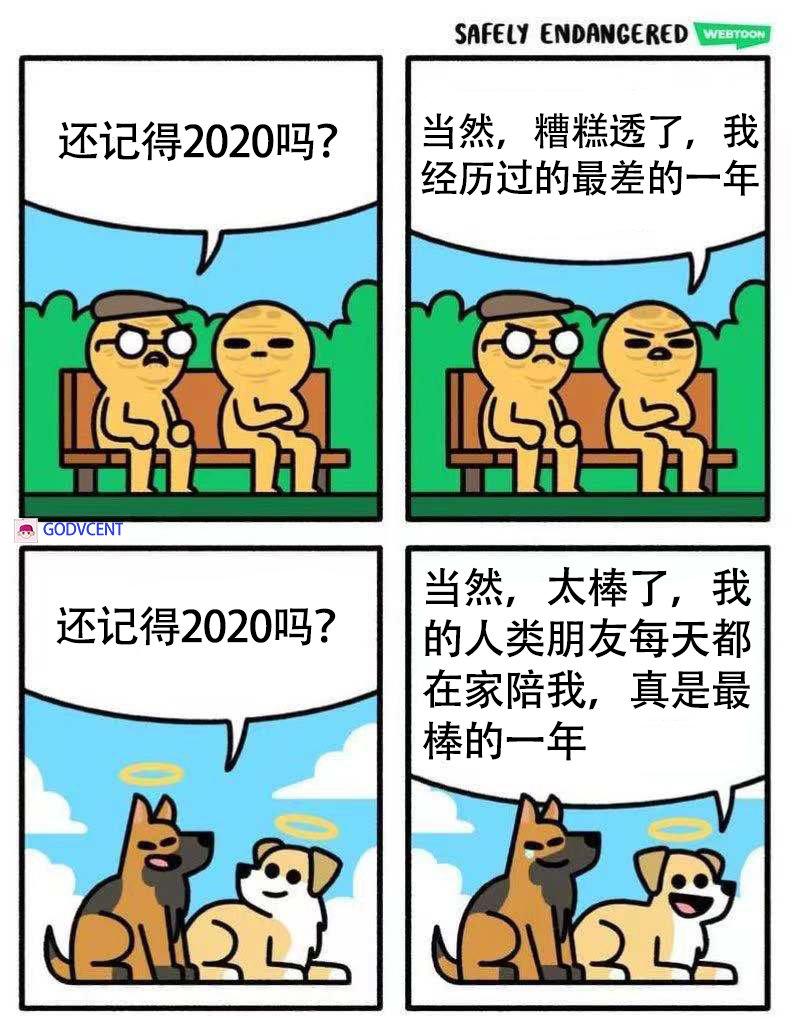 SAFELY ENDANGERED WEBTOON
还记得2020吗？
当然，糟糕透了，我
经历过的最差的一年
GODVCENT
还记得2020吗？
当然，太棒了，我
的人类朋友每天都
在家陪我，真是最
棒的一年